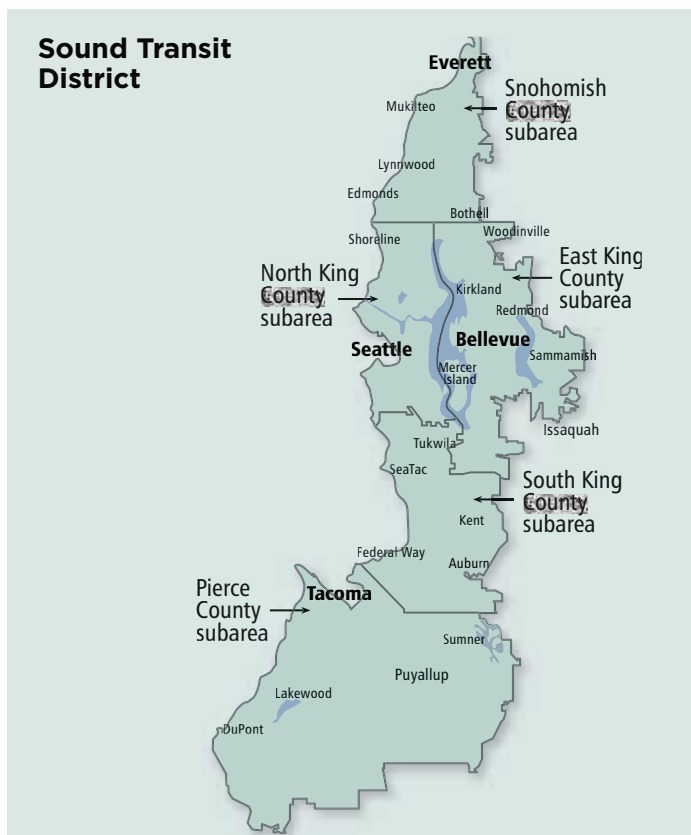 Sound Transit
District
Everett
Snohomish
County
subarea
Mukilteo
Lynnwood
Edmonds
Bothell
Woodinville
Shoreline
East King
County
subarea
North King
County
subarea
Kirkland
Redmond
Seattle
Bellevue
Sammamish
Mercer
Island
Issaquah
Tukwila
SeaTac
South King
County
subarea
Kent
Federal Way
Auburn
Pierce
County
subarea
Tacoma
Sumner
Puyallup
Lakewood
DuPont